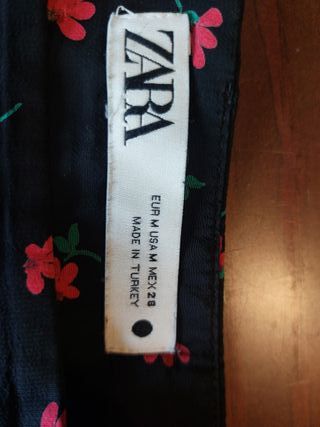 ZARA
EUR M USA M MEX 28
MADE IN TURKEY